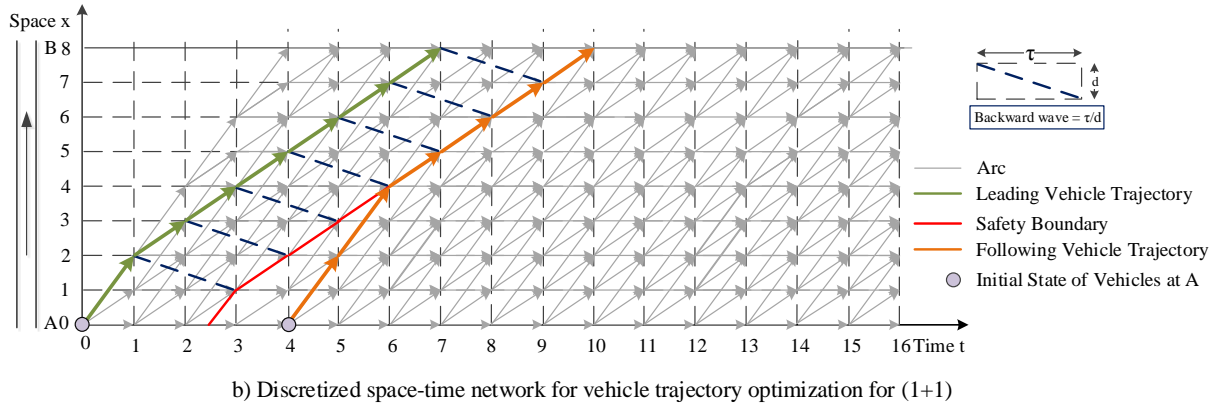 Space x
B 8
7
6
5
4
3
2
1
A0
0 1 2 3 4 5 6 7 8 9 10 11 12 13 14 15 16 Time t
τ
d
Backward wave = τ/d
Arc
Leading Vehicle Trajectory
Safety Boundary
Following Vehicle Trajectory
Initial State of Vehicles at A
b) Discretized space-time network for vehicle trajectory optimization for (1+1)